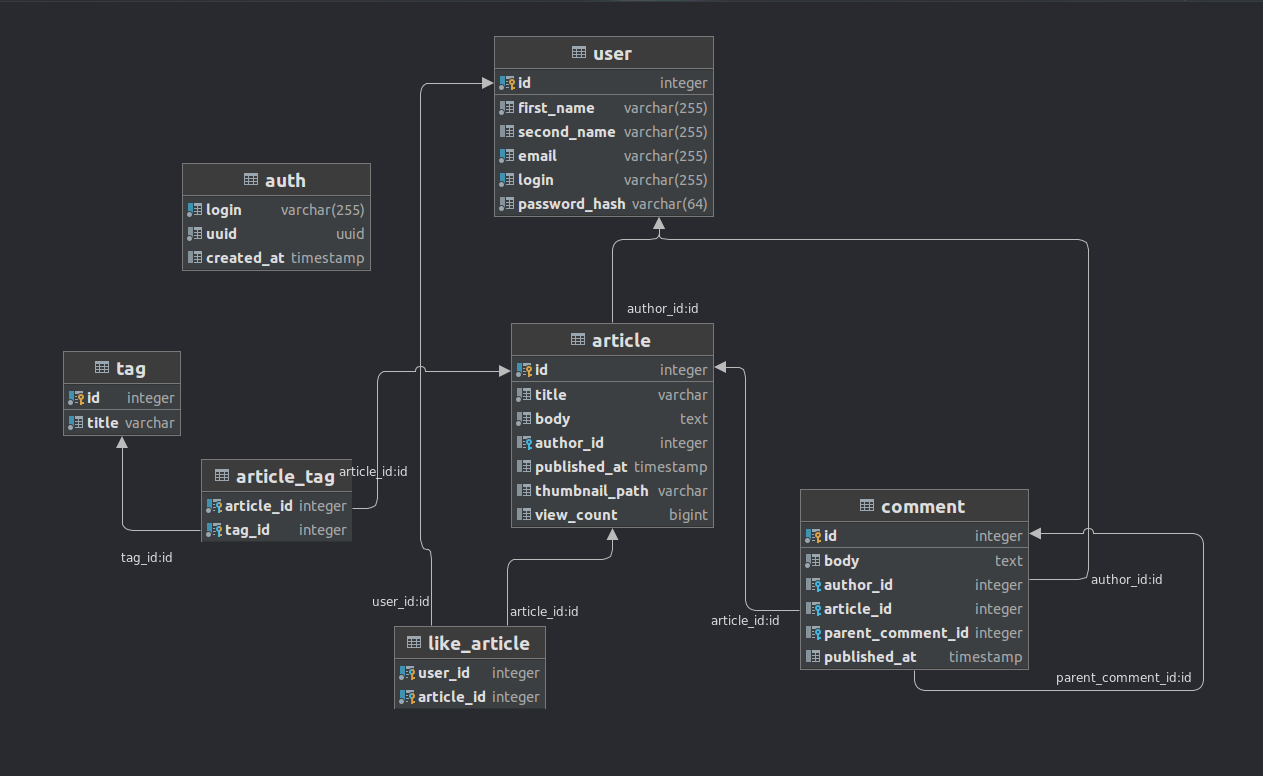 user
id integer
first_name varchar(255)
second_name varchar(255)
email varchar(255)
login varchar(255)
password_hash varchar(64)
auth
login varchar(255)
uuid uuid
created_at timestamp
author_id:id
article
id integer
title varchar
body text
author_id integer
published_at timestamp
thumbnail_path varchar
view_count bigint
tag
id integer
title varchar
article_tag
article_id integer
tag_id integer
article_id:id
tag_id:id
comment
id integer
body text
author_id integer
article_id integer
parent_comment_id integer
published_at timestamp
author_id:id
user_id:id
article_id:id
article_id:id
like_article
user_id integer
article_id integer
parent_comment_id:id